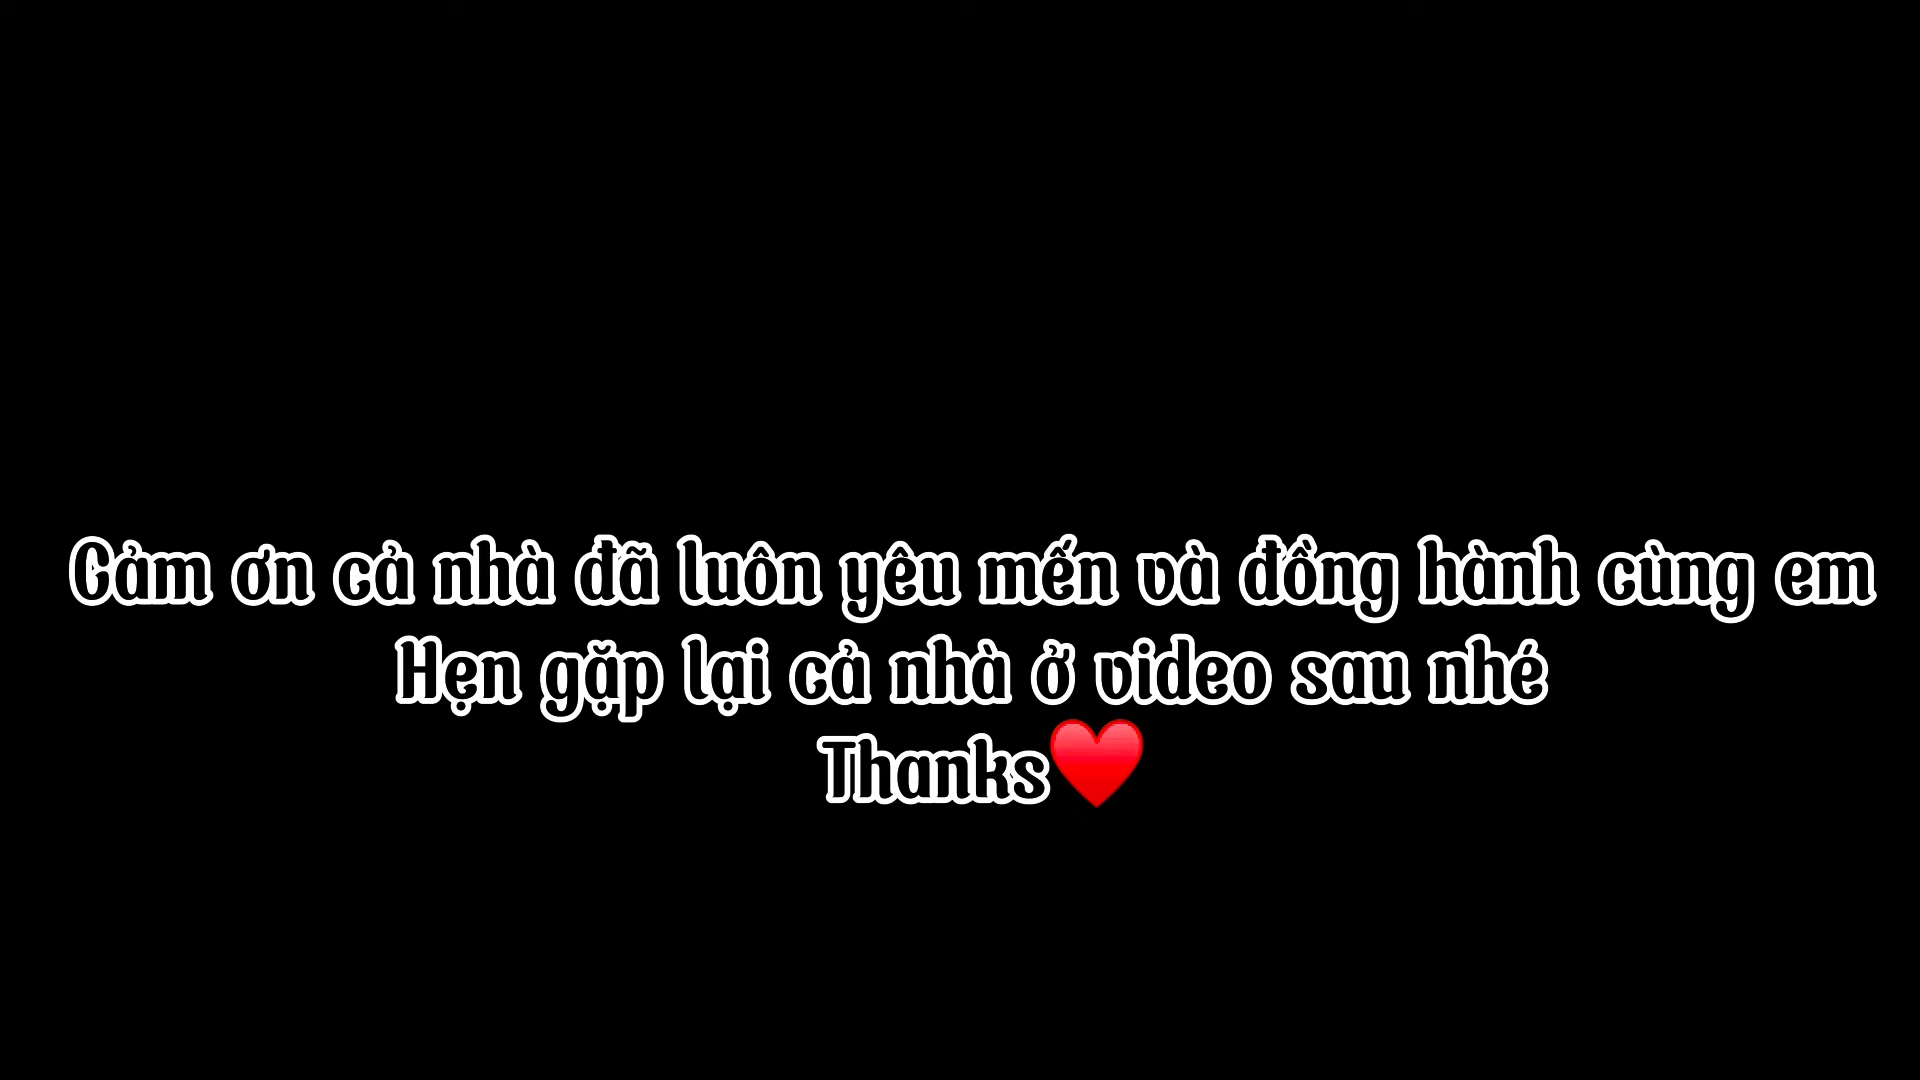 Cảm ơn cả nhà đã luôn yêu mến và đồng hành cùng em
Hẹn gặp lại cả nhà ở video sau nhé
Thanks❤️